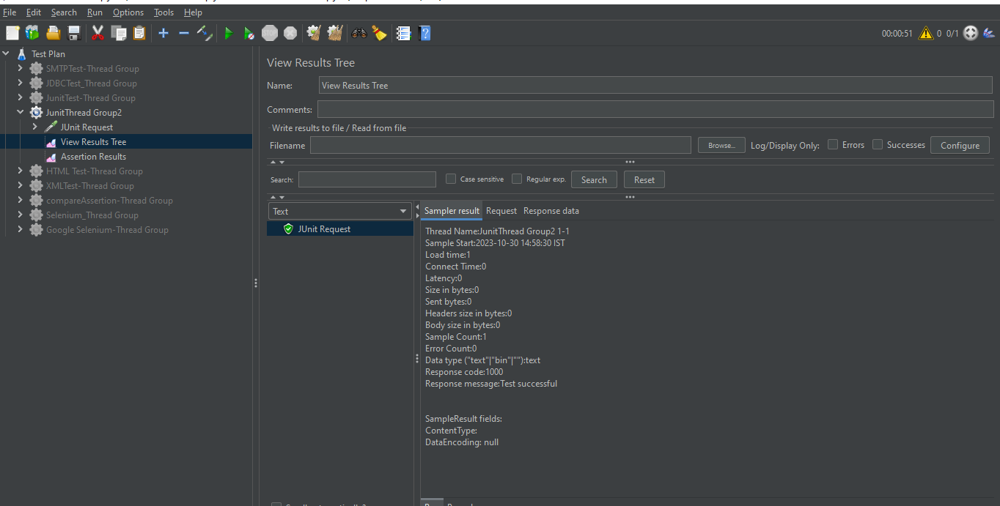 File Edit Search Run Options Tools Help
00:00:51 0 0/1
Test Plan
SMTPTest-Thread Group
JDBCTest_Thread Group
JunitTest-Thread Group
JunitThread Group2
JUnit Request
View Results Tree
Assertion Results
HTML Test-Thread Group
XMLTest-Thread Group
compareAssertion-Thread Group
Selenium_Thread Group
Google Selenium-Thread Group
View Results Tree
Name: View Results Tree
Comments:
Write results to file / Read from file
Filename Browse... Log/Display Only: Errors Successes Configure
Search: Case sensitive Regular exp. Search Reset
Text
JUnit Request
Sampler result Request Response data
Thread Name:JunitThread Group2 1-1
Sample Start:2023-10-30 14:58:30 IST
Load time:1
Connect Time:0
Latency:0
Size in bytes:0
Sent bytes:0
Headers size in bytes:0
Body size in bytes:0
Sample Count:1
Error Count:0
Data type ("text"|"bin"|""):text
Response code:1000
Response message:Test successful
SampleResult fields:
ContentType:
DataEncoding: null